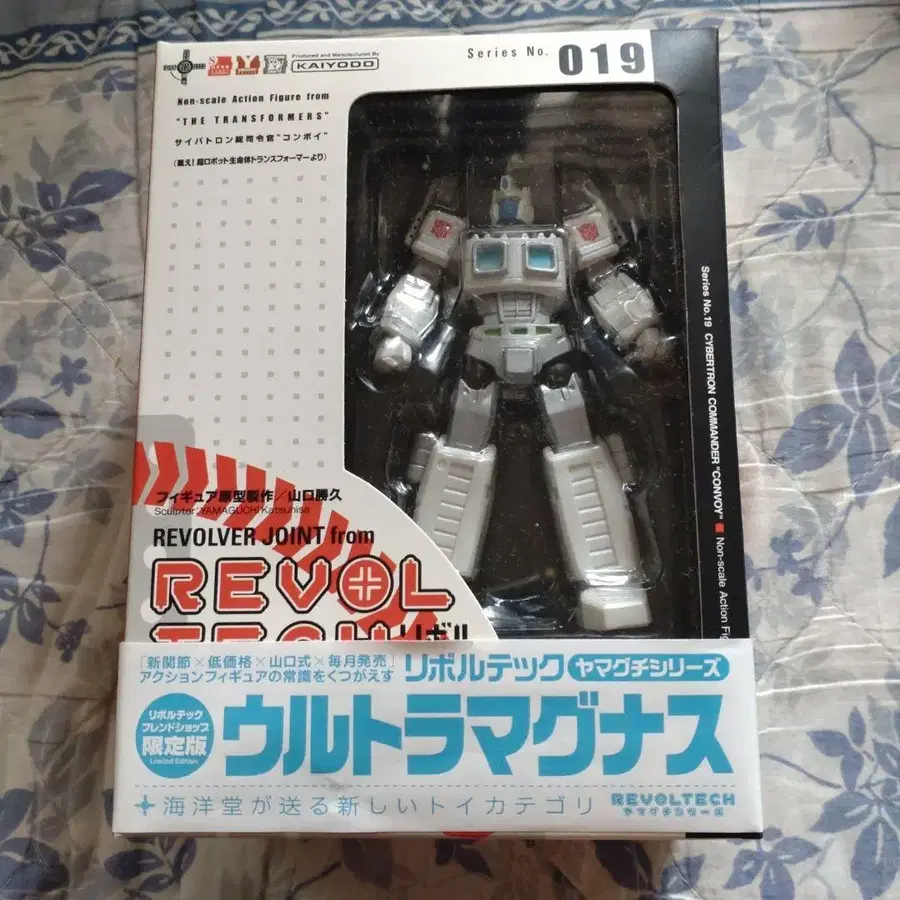 Produced and Manufactured By
KAIYODO
Series No. 019
Non-scale Action Figure from
"THE TRANSFORMERS"
サイバトロン総司令官"コンボイ"
(戦え!超ロボット生命体トランスフォーマーより)
Series No.19 CYBERTRON COMMANDER "CONVOY" ■ Non-scale Action Fig
フィギュア原型製作/山口勝久
Sculptor:YAMAGUCHI Katsuhisa
REVOLVER JOINT from
REVOL
TECH リボル
[新関節×低価格×山口式×毎月発売]
アクションフィギュアの常識をくつがえす
リボルテック ヤマグチシリーズ
リボルテック
フレンドショップ
限定版
Limited Edition
ウルトラマグナス
海洋堂が送る新しいトイカテゴリ
REVOLTECH